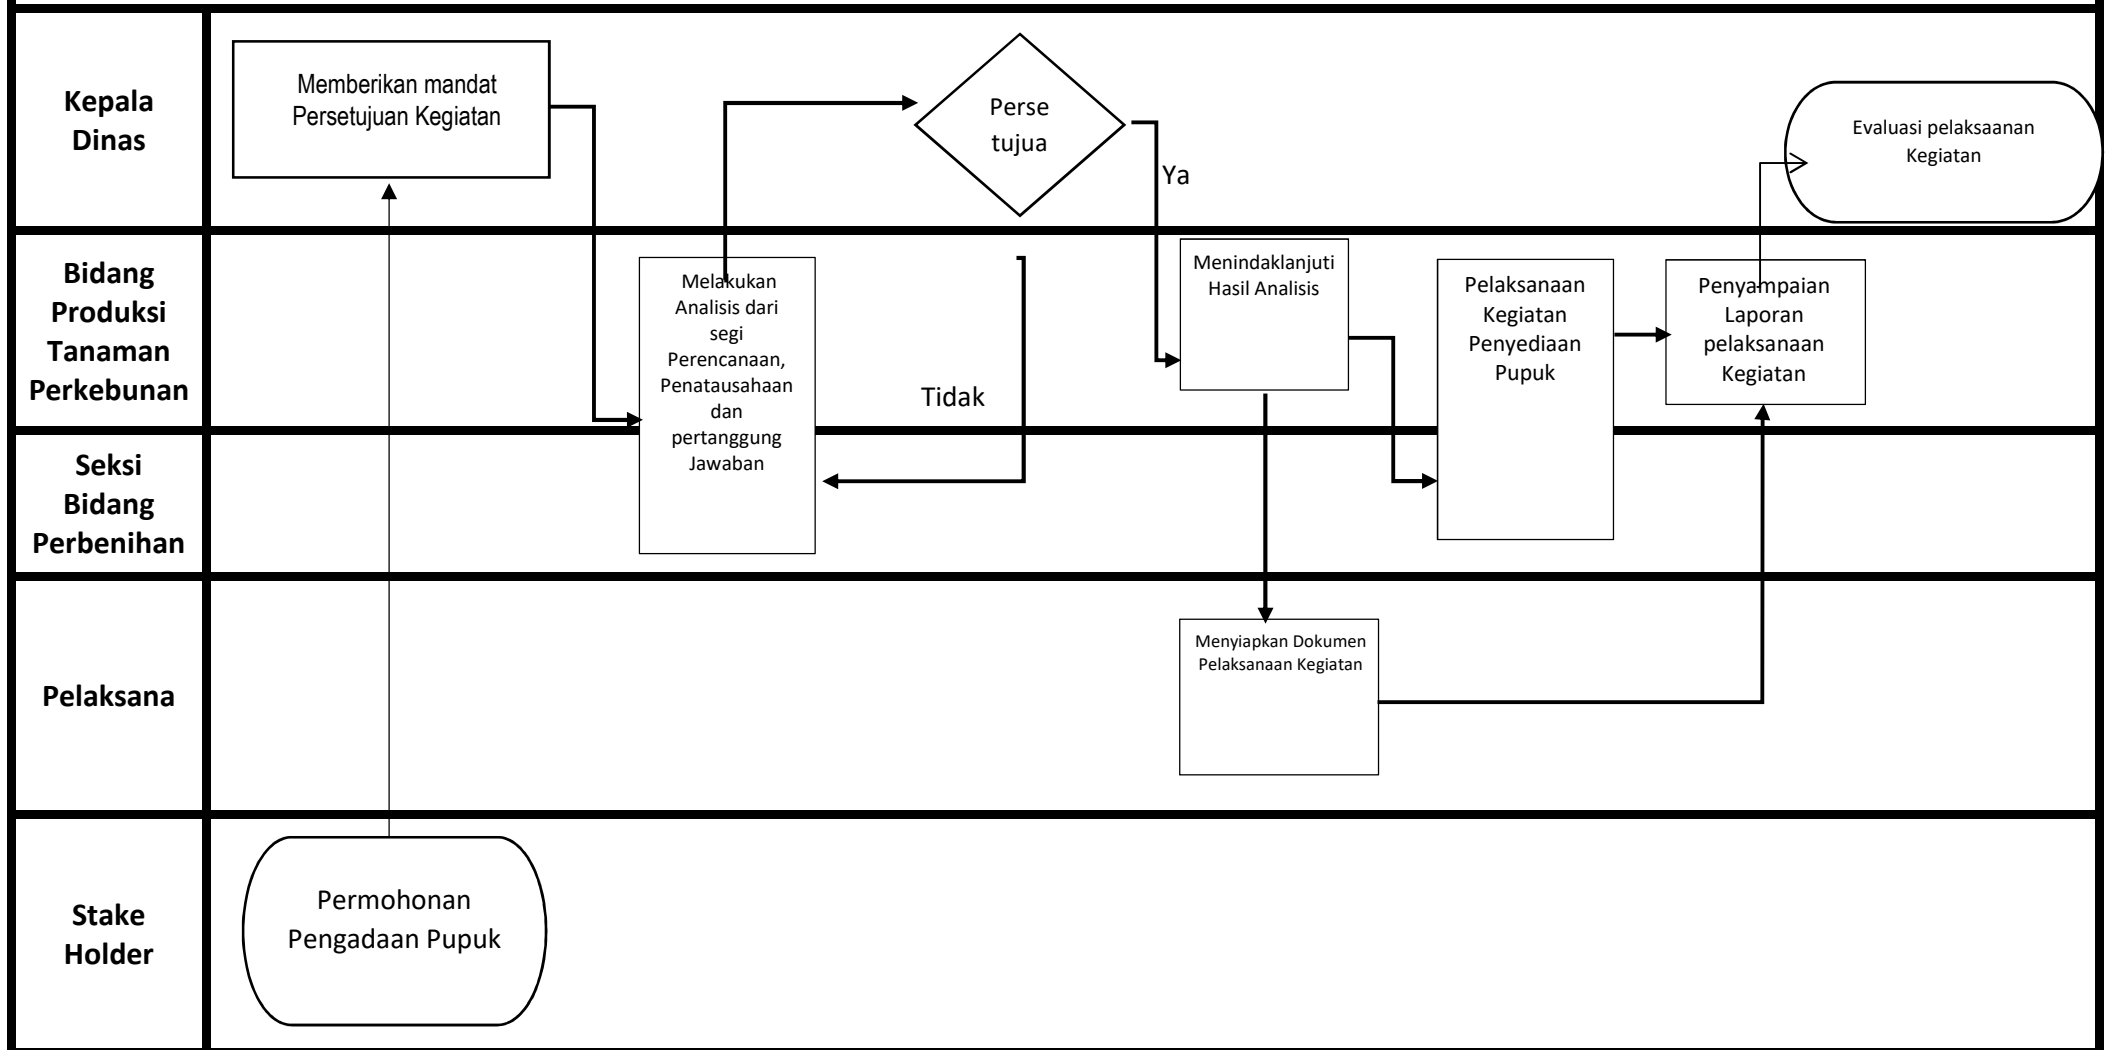 Kepala
Dinas
Memberikan mandat
Persetujuan Kegiatan
Perse
tujua
Ya
Evaluasi pelaksaanan
Kegiatan
Bidang
Produksi
Tanaman
Perkebunan
Melakukan
Analisis dari
segi
Perencanaan,
Penatausahaan
dan
pertanggung
Jawaban
Tidak
Menindaklanjuti
Hasil Analisis
Pelaksanaan
Kegiatan
Penyediaan
Pupuk
Penyampaian
Laporan
pelaksanaan
Kegiatan
Seksi
Bidang
Perbenihan
Pelaksana
Menyiapkan Dokumen
Pelaksanaan Kegiatan
Stake
Holder
Permohonan
Pengadaan Pupuk